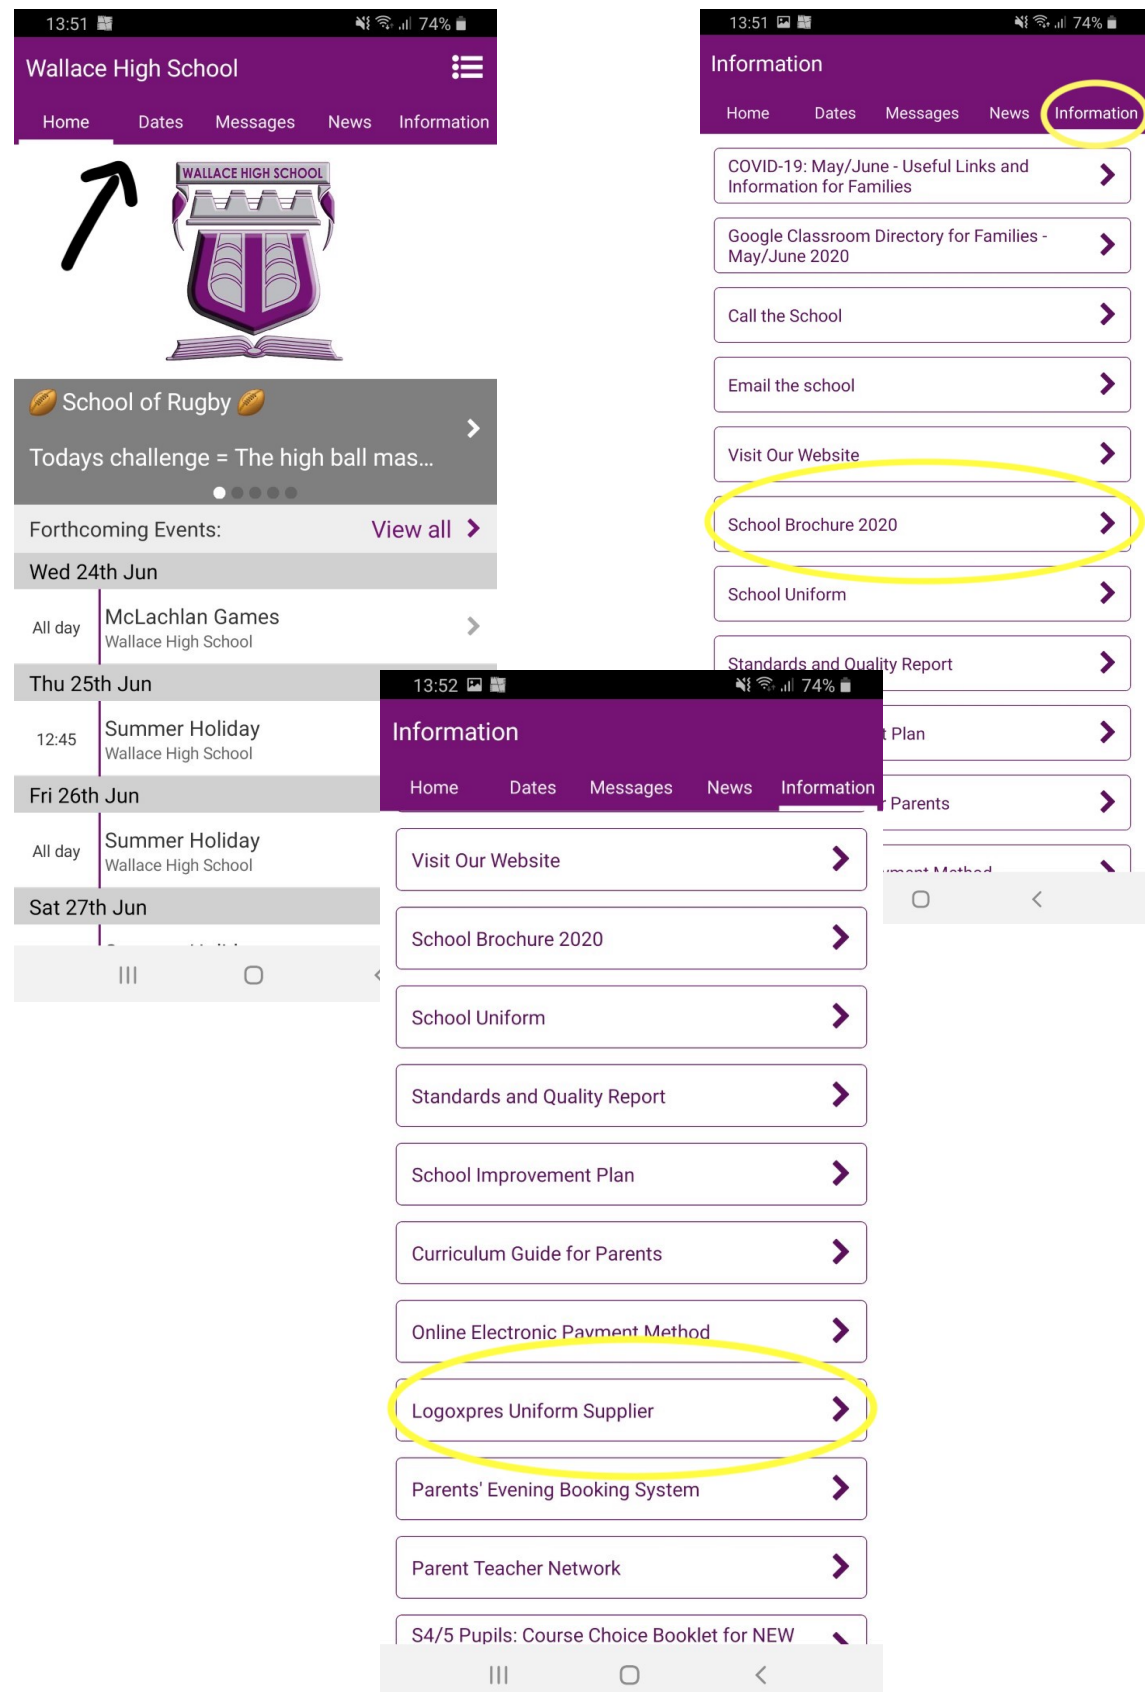 13:51
74%
Wallace High School
Home Dates Messages News Information
WALLACE HIGH SCHOOL
School of Rugby
Todays challenge = The high ball mas...
Forthcoming Events: View all
Wed 24th Jun
All day McLachlan Games
Wallace High School
Thu 25th Jun
12:45 Summer Holiday
Wallace High School
Fri 26th Jun
All day Summer Holiday
Wallace High School
Sat 27th Jun
13:51
74%
Information
Home Dates Messages News Information
COVID-19: May/June - Useful Links and
Information for Families
Google Classroom Directory for Families -
May/June 2020
Call the School
Email the school
Visit Our Website
School Brochure 2020
School Uniform
Standards and Quality Report
t Plan
r Parents
13:52
74%
Information
Home Dates Messages News Information
Visit Our Website
School Brochure 2020
School Uniform
Standards and Quality Report
School Improvement Plan
Curriculum Guide for Parents
Online Electronic Payment Method
Logoxpres Uniform Supplier
Parents' Evening Booking System
Parent Teacher Network
S4/5 Pupils: Course Choice Booklet for NEW